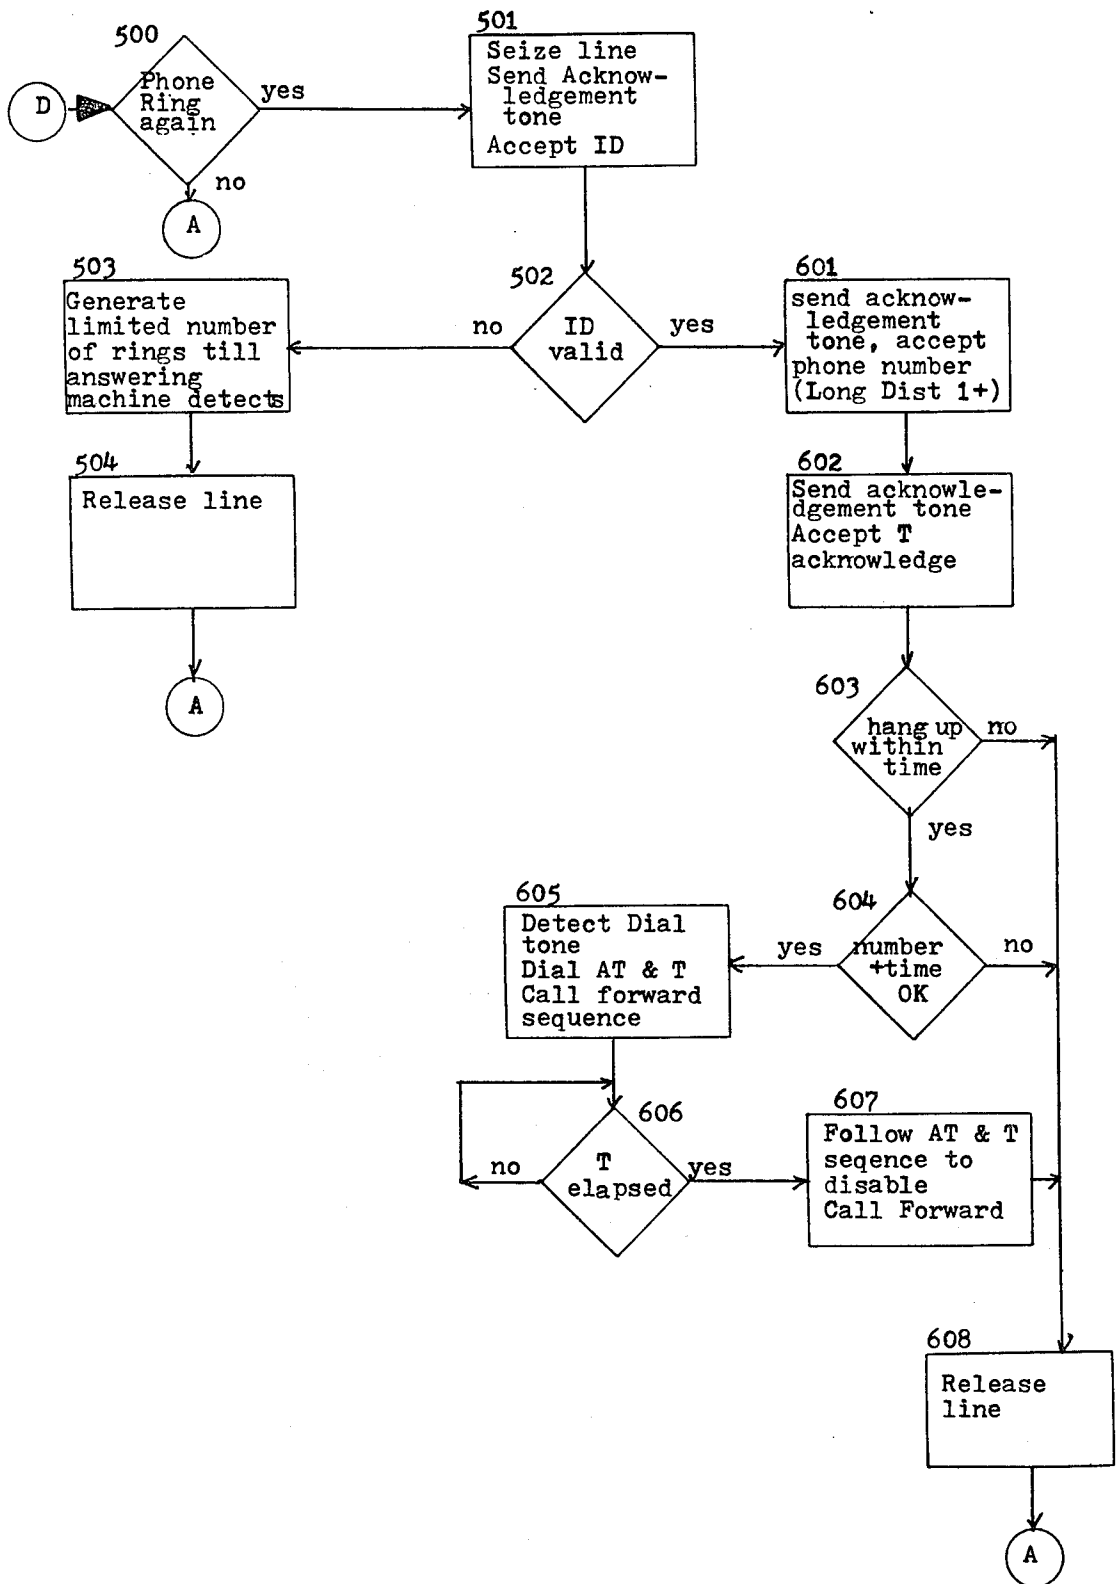 500
Phone
Ring
again
D
yes
no
A
501
Seize line
Send Acknow-
ledgement
tone
Accept ID
502
ID
valid
no
yes
503
Generate
limited number
of rings till
answering
machine detects
504
Release line
A
601
send acknow-
ledgement
tone, accept
phone number
(Long Dist 1+)
602
Send acknowle-
dgement tone
Accept T
acknowledge
603
hang up
within
time
no
yes
604
number
+time
OK
yes
no
605
Detect Dial
tone
Dial AT & T
Call forward
sequence
606
T
elapsed
no
yes
607
Follow AT & T
seqence to
disable
Call Forward
608
Release
line
A